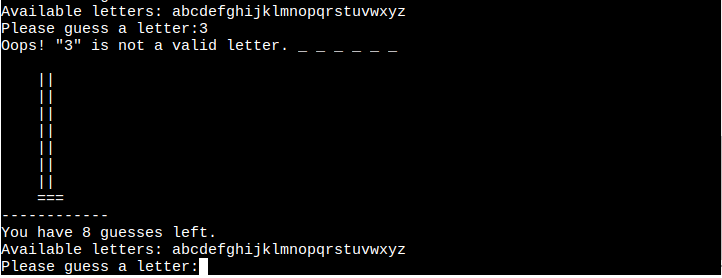 Available letters: abcdefghijklmnopqrstuvwxyz
Please guess a letter:3
Oops! "3" is not a valid letter. _ _ _ _ _ _
    ||
    ||
    ||
    ||
    ||
    ||
    ||
    ===
------------
You have 8 guesses left.
Available letters: abcdefghijklmnopqrstuvwxyz
Please guess a letter: